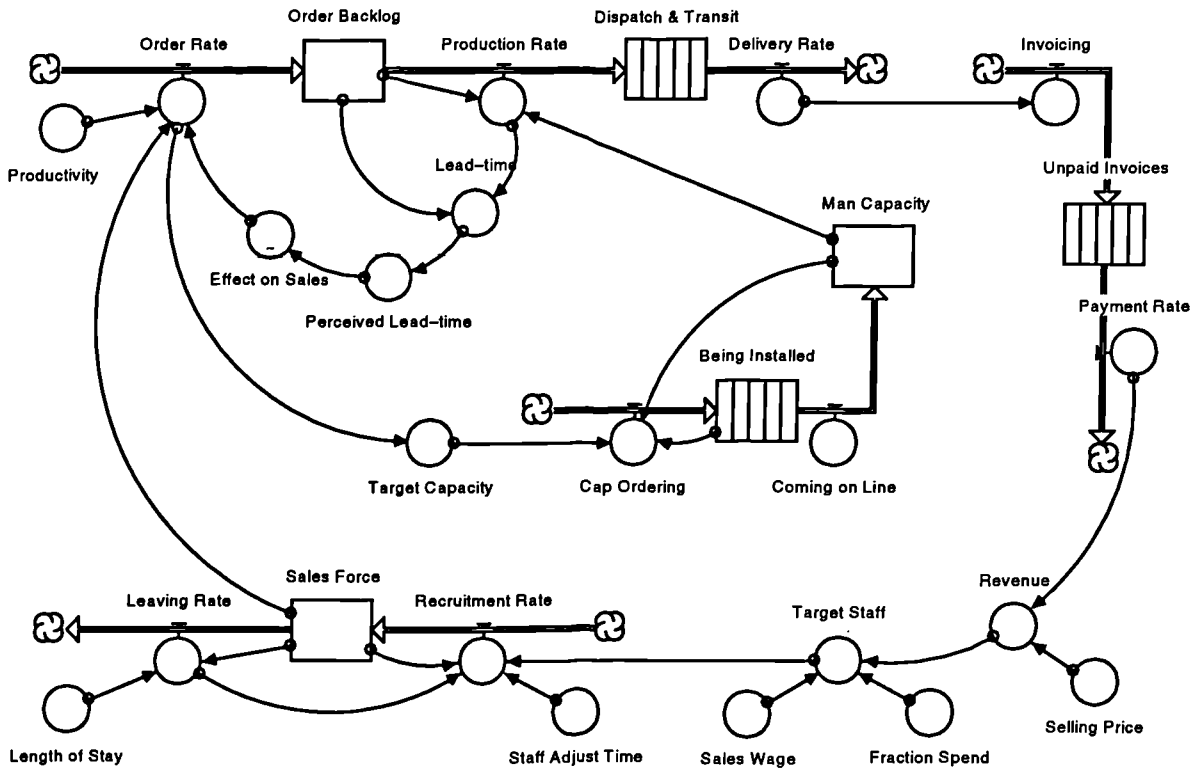 Order Backlog
Dispatch & Transit
Order Rate
Production Rate
Delivery Rate
Invoicing
Productivity
Lead-time
Unpaid Invoices
Man Capacity
Effect on Sales
Perceived Lead-time
Payment Rate
Being Installed
Target Capacity
Cap Ordering
Coming on Line
Sales Force
Revenue
Leaving Rate
Recruitment Rate
Target Staff
Selling Price
Length of Stay
Staff Adjust Time
Sales Wage
Fraction Spend